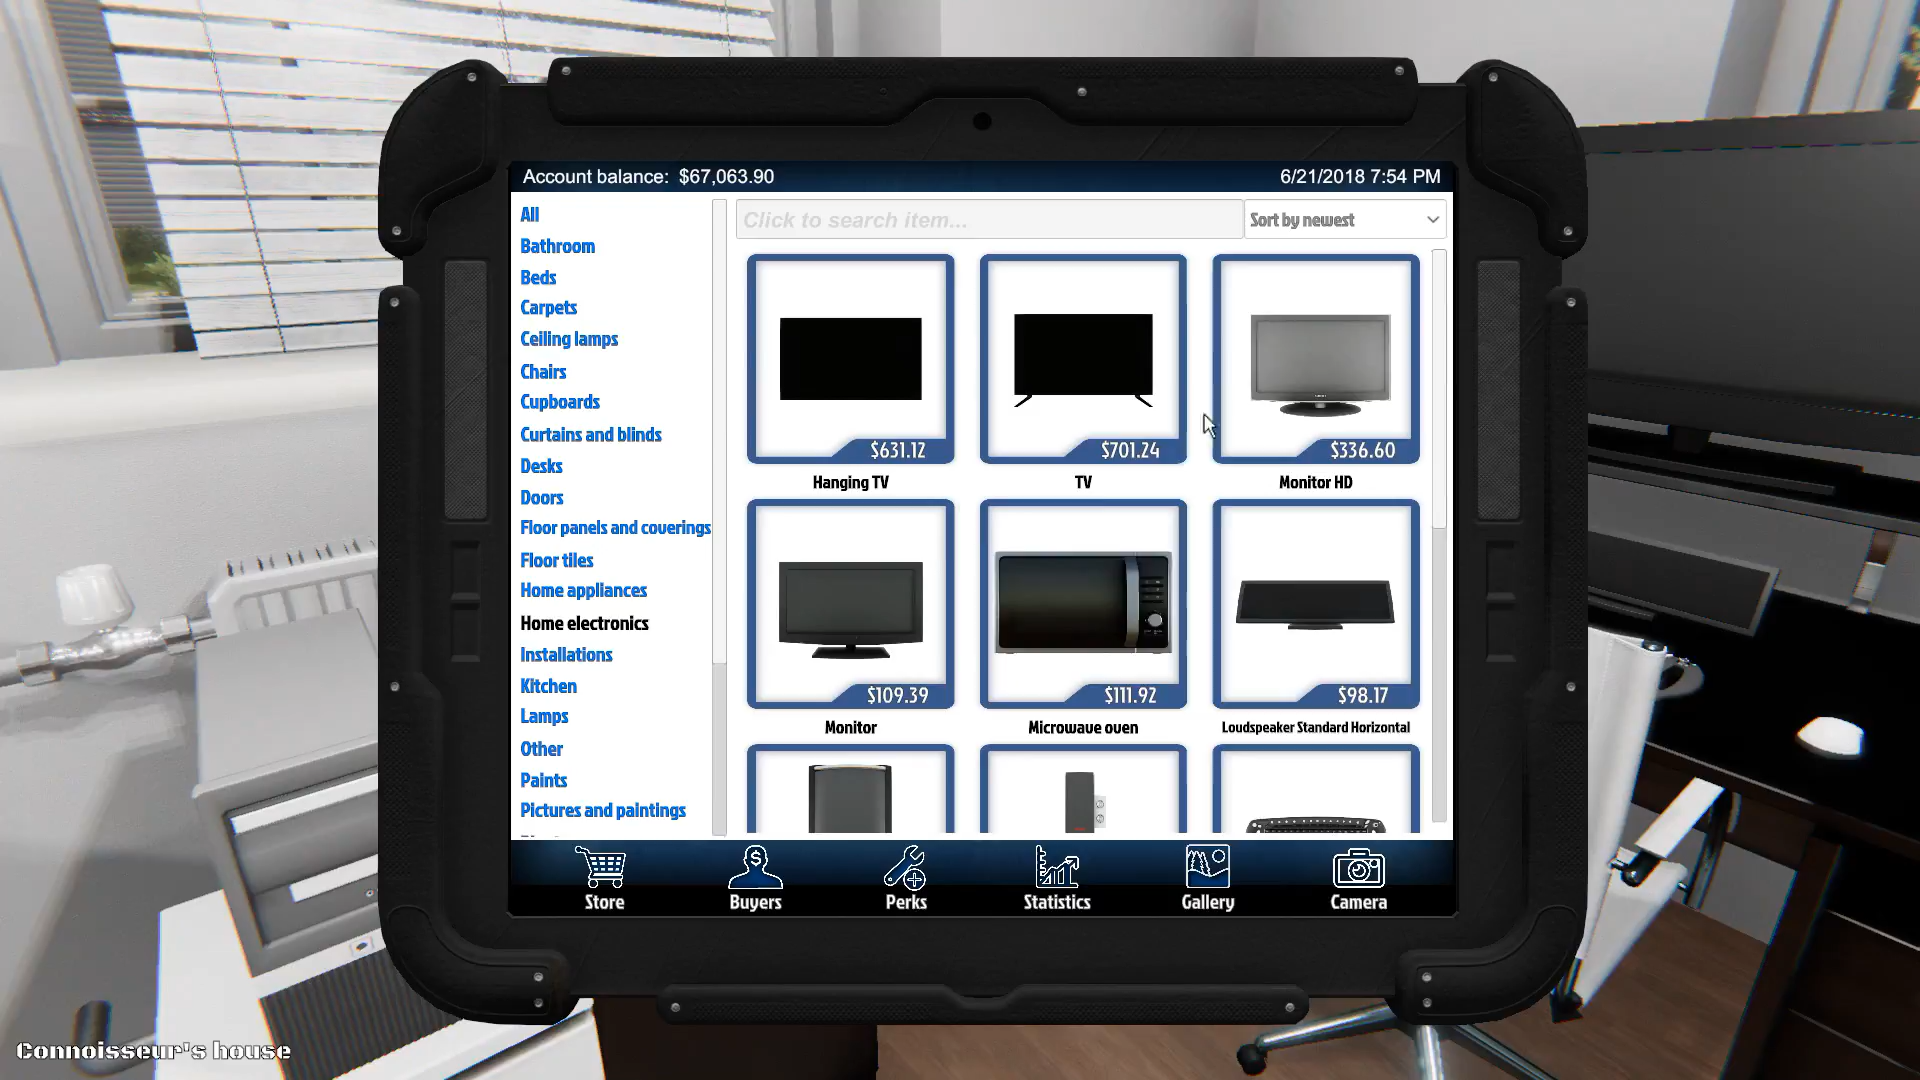 Account balance: $67,063.90
6/21/2018 7:54 PM
All
Bathroom
Beds
Carpets
Ceiling lamps
Chairs
Cupboards
Curtains and blinds
Desks
Doors
Floor panels and coverings
Floor tiles
Home appliances
Home electronics
Installations
Kitchen
Lamps
Other
Paints
Pictures and paintings
Click to search item...
Sort by newest
$631.12
$701.24
$336.60
Hanging TV
TV
Monitor HD
$109.39
$111.92
$98.17
Monitor
Microwave oven
Loudspeaker Standard Horizontal
Store
Buyers
Perks
Statistics
Gallery
Camera
Connoisseur's house